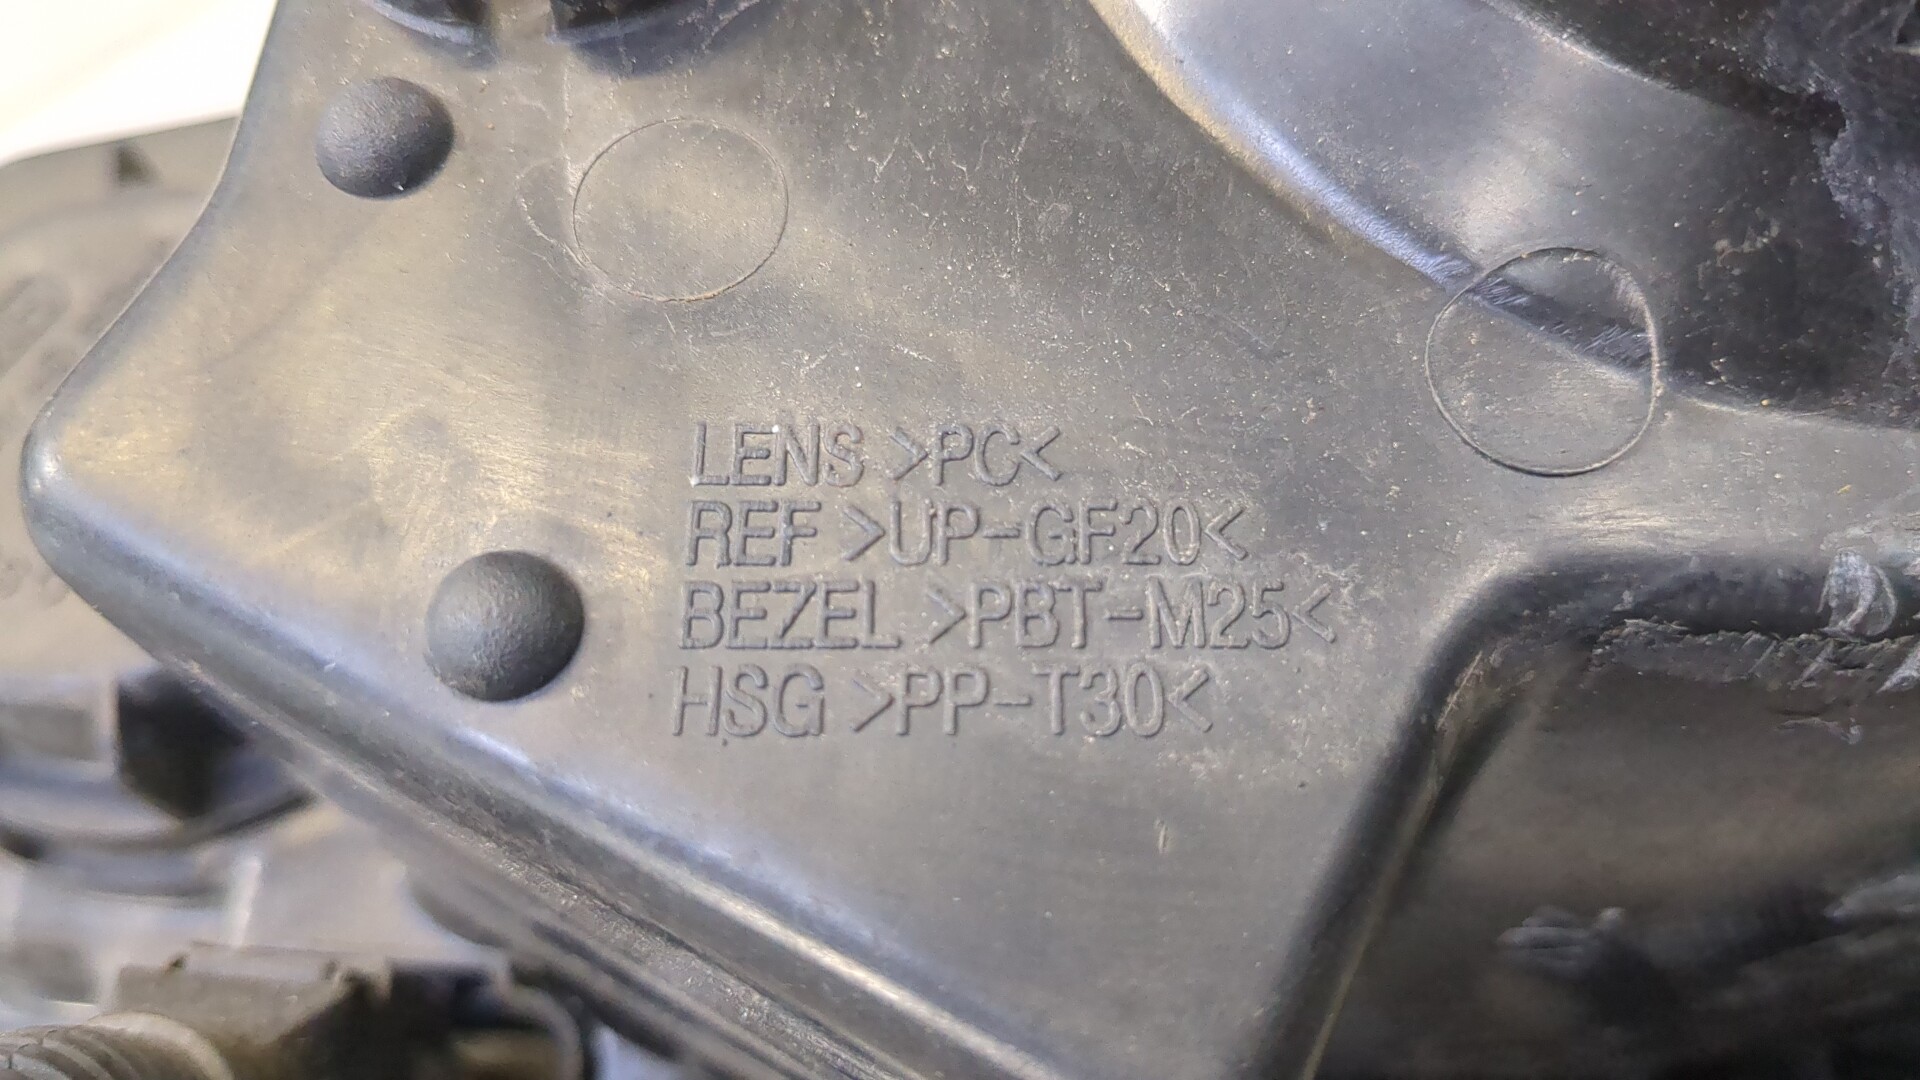 LENS >PC<
REF >UP-GF20<
BEZEL >PBT-M25<
HSG >PP-T30<